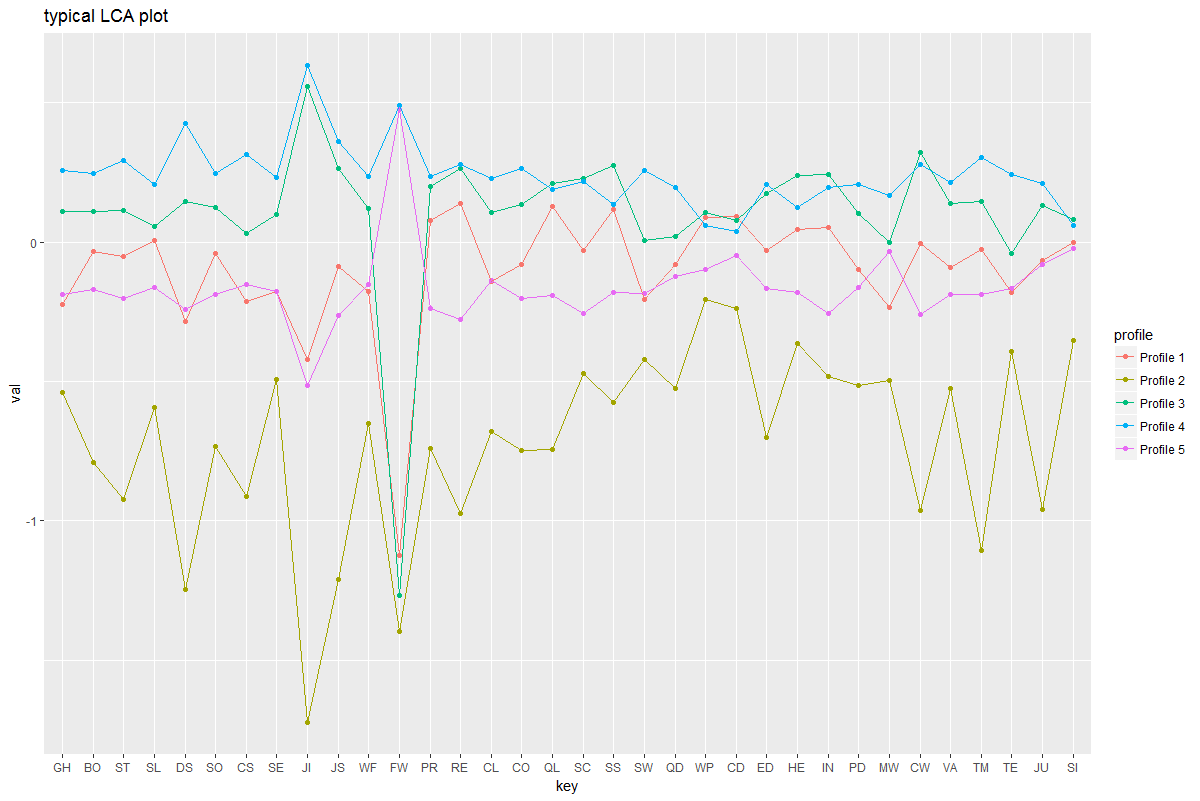 typical LCA plot
val
0
-1
GH BO ST SL DS SO CS SE JI JS WF FW PR RE CL CO QL SC SS SW QD WP CD ED HE IN PD MW CW VA TM TE JU SI
key
profile
Profile 1
Profile 2
Profile 3
Profile 4
Profile 5